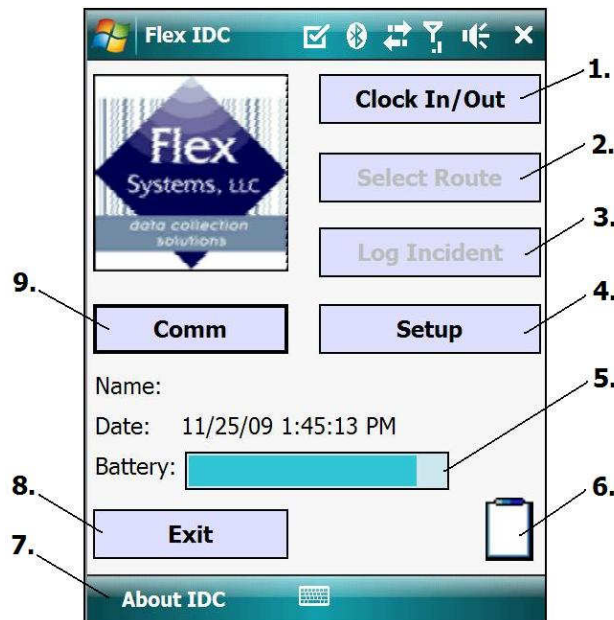 Flex IDC
1.
Clock In/Out
Flex
Systems, LLC
data collection
solutions
2.
Select Route
3.
Log Incident
9.
Comm
4.
Setup
Name:
5.
Date: 11/25/09 1:45:13 PM
Battery:
8.
Exit
6.
7.
About IDC